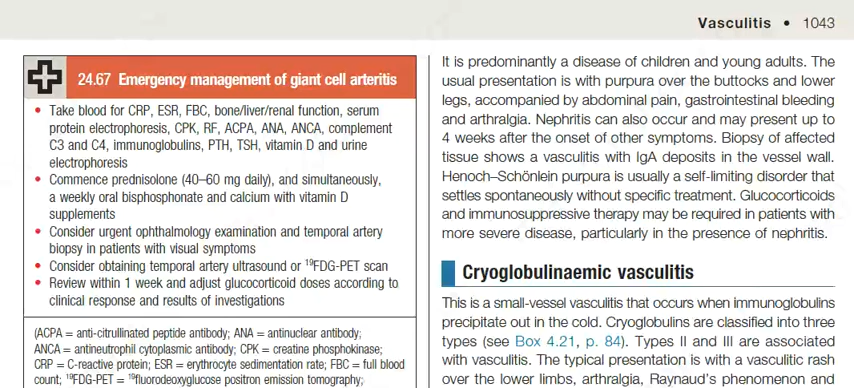 Vasculitis • 1043
24.67 Emergency management of giant cell arteritis
• Take blood for CRP, ESR, FBC, bone/liver/renal function, serum
protein electrophoresis, CPK, RF, ACPA, ANA, ANCA, complement
C3 and C4, immunoglobulins, PTH, TSH, vitamin D and urine
electrophoresis
• Commence prednisolone (40–60 mg daily), and simultaneously,
a weekly oral bisphosphonate and calcium with vitamin D
supplements
• Consider urgent ophthalmology examination and temporal artery
biopsy in patients with visual symptoms
• Consider obtaining temporal artery ultrasound or ¹⁹FDG-PET scan
• Review within 1 week and adjust glucocorticoid doses according to
clinical response and results of investigations
(ACPA = anti-citrullinated peptide antibody; ANA = antinuclear antibody;
ANCA = antineutrophil cytoplasmic antibody; CPK = creatine phosphokinase;
CRP = C-reactive protein; ESR = erythrocyte sedimentation rate; FBC = full blood
count; ¹⁹FDG-PET = ¹⁹fluorodeoxyglucose positron emission tomography;
It is predominantly a disease of children and young adults. The
usual presentation is with purpura over the buttocks and lower
legs, accompanied by abdominal pain, gastrointestinal bleeding
and arthralgia. Nephritis can also occur and may present up to
4 weeks after the onset of other symptoms. Biopsy of affected
tissue shows a vasculitis with IgA deposits in the vessel wall.
Henoch–Schönlein purpura is usually a self-limiting disorder that
settles spontaneously without specific treatment. Glucocorticoids
and immunosuppressive therapy may be required in patients with
more severe disease, particularly in the presence of nephritis.
Cryoglobulinaemic vasculitis
This is a small-vessel vasculitis that occurs when immunoglobulins
precipitate out in the cold. Cryoglobulins are classified into three
types (see Box 4.21, p. 84). Types II and III are associated
with vasculitis. The typical presentation is with a vasculitic rash
over the lower limbs, arthralgia, Raynaud's phenomenon and